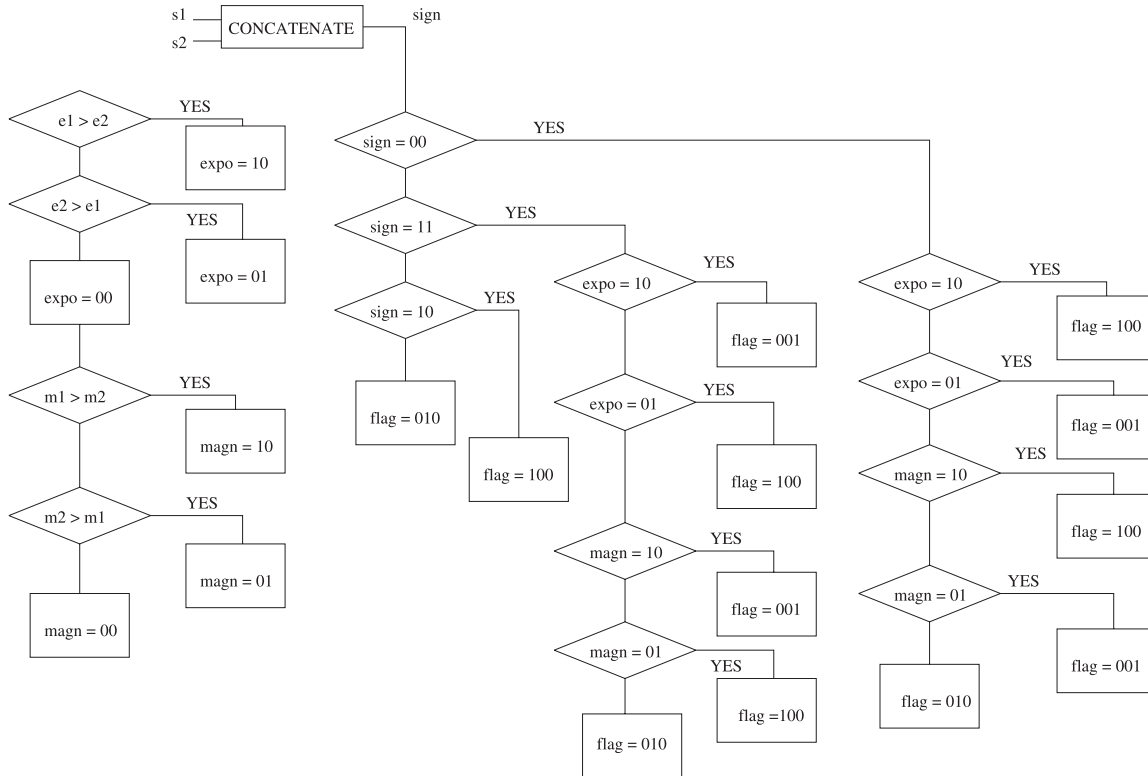 s1
s2
CONCATENATE
sign
e1 > e2
YES
expo = 10
e2 > e1
YES
expo = 01
expo = 00
m1 > m2
YES
magn = 10
m2 > m1
YES
magn = 01
magn = 00
sign = 00
YES
sign = 11
YES
sign = 10
YES
flag = 010
flag = 100
expo = 10
YES
flag = 001
expo = 01
YES
flag = 100
magn = 10
YES
flag = 001
magn = 01
YES
flag =100
flag = 010
expo = 10
YES
flag = 100
expo = 01
YES
flag = 001
magn = 10
YES
flag = 100
magn = 01
YES
flag = 001
flag = 010